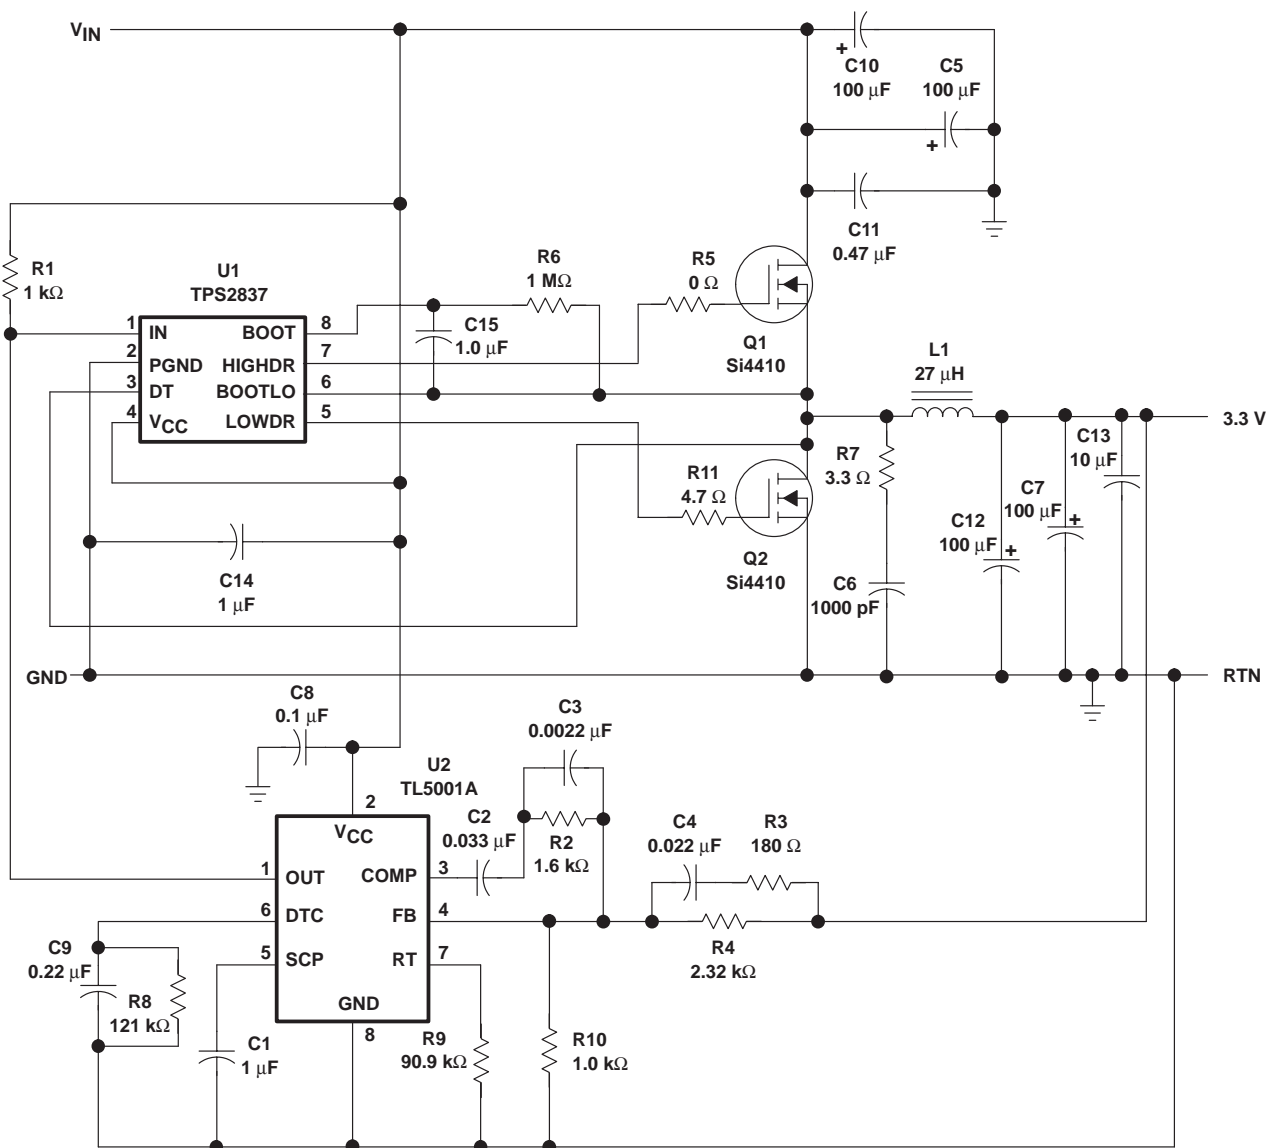 VIN
+
C10
100 μF
C5
100 μF
+
C11
0.47 μF
R1
1 kΩ
U1
TPS2837
R6
1 MΩ
R5
0 Ω
1
IN
BOOT
8
2
PGND
HIGHDR
7
3
DT
BOOTLO
6
4
VCC
LOWDR
5
C15
1.0 μF
Q1
Si4410
L1
27 μH
3.3 V
R7
3.3 Ω
C13
10 μF
R11
4.7 Ω
C7
100 μF
+
C12
100 μF
+
Q2
Si4410
C6
1000 pF
C14
1 μF
GND
RTN
C8
0.1 μF
C3
0.0022 μF
U2
TL5001A
2
VCC
C2
0.033 μF
R2
1.6 kΩ
C4
0.022 μF
R3
180 Ω
1
OUT
COMP
3
6
DTC
FB
4
5
SCP
RT
7
GND
8
R4
2.32 kΩ
C9
0.22 μF
R8
121 kΩ
C1
1 μF
R9
90.9 kΩ
R10
1.0 kΩ